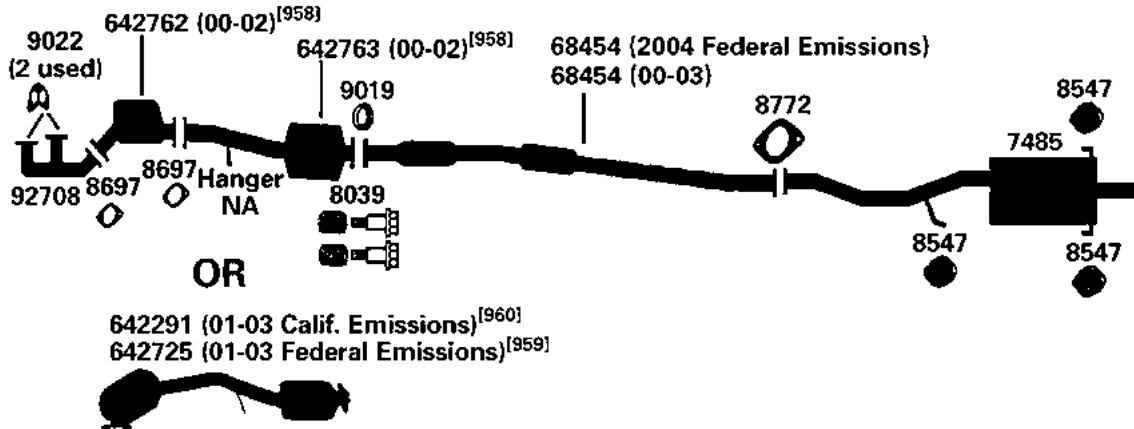 642762 (00-02)[958]
9022
(2 used)
642763 (00-02)[958]
68454 (2004 Federal Emissions)
68454 (00-03)
9019
8772
8547
7485
92708
8697
8697
Hanger
NA
8039
8547
8547
OR
642291 (01-03 Calif. Emissions)[960]
642725 (01-03 Federal Emissions)[959]